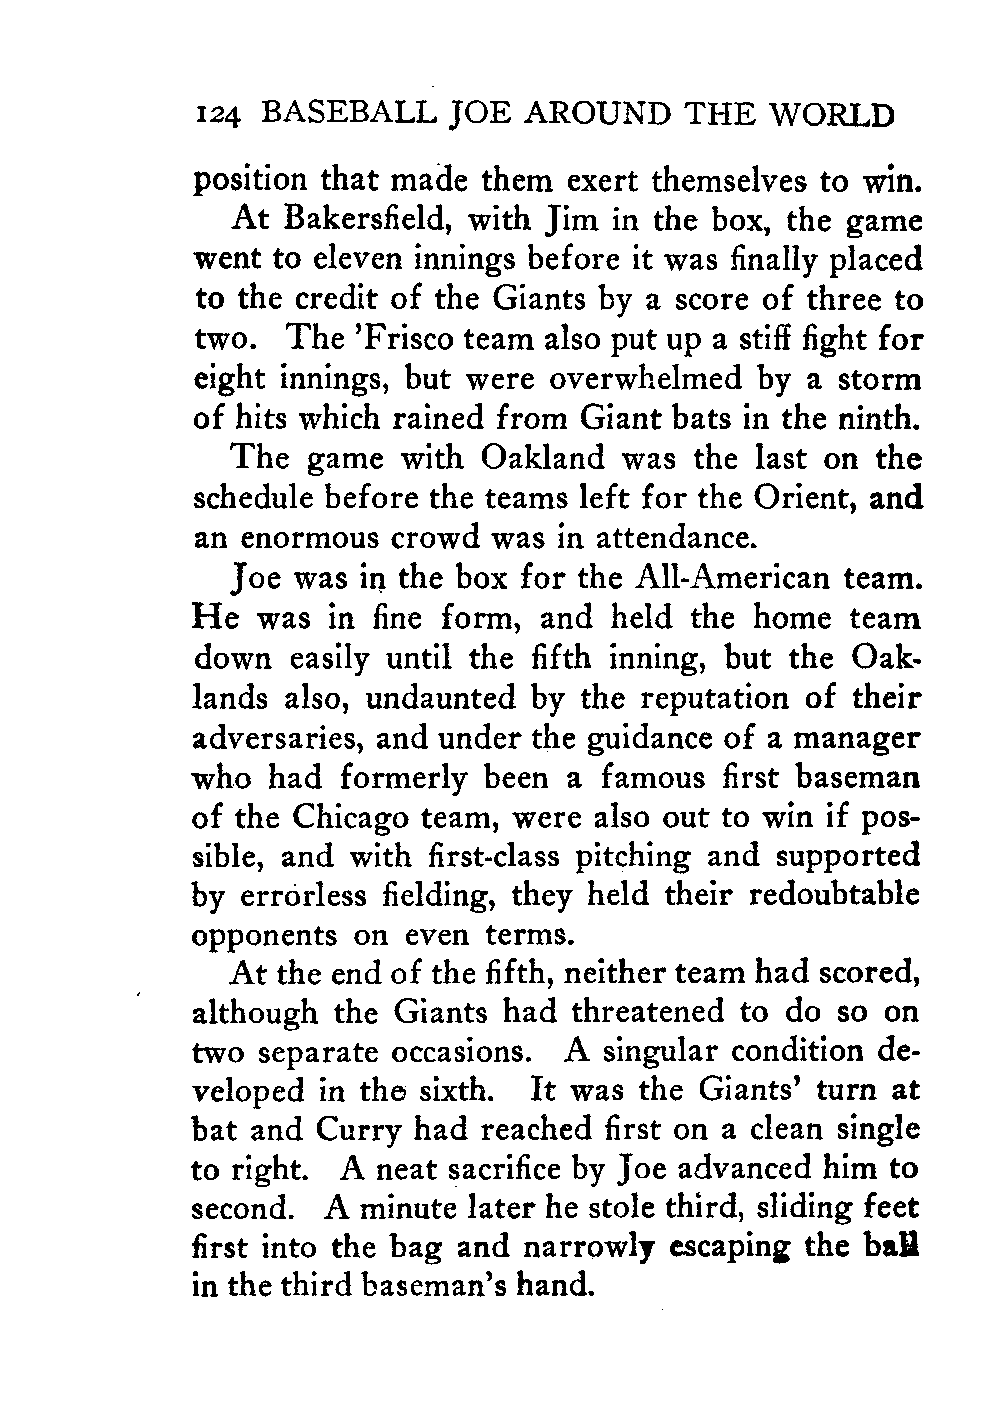 124 BASEBALL JOE AROUND THE WORLD
position that made them exert themselves to win.
At Bakersfield, with Jim in the box, the game
went to eleven innings before it was finally placed
to the credit of the Giants by a score of three to
two. The 'Frisco team also put up a stiff fight for
eight innings, but were overwhelmed by a storm
of hits which rained from Giant bats in the ninth.
The game with Oakland was the last on the
schedule before the teams left for the Orient, and
an enormous crowd was in attendance.
Joe was in the box for the All-American team.
He was in fine form, and held the home team
down easily until the fifth inning, but the Oak-
lands also, undaunted by the reputation of their
adversaries, and under the guidance of a manager
who had formerly been a famous first baseman
of the Chicago team, were also out to win if pos-
sible, and with first-class pitching and supported
by errorless fielding, they held their redoubtable
opponents on even terms.
At the end of the fifth, neither team had scored,
although the Giants had threatened to do so on
two separate occasions. A singular condition de-
veloped in the sixth. It was the Giants' turn at
bat and Curry had reached first on a clean single
to right. A neat sacrifice by Joe advanced him to
second. A minute later he stole third, sliding feet
first into the bag and narrowly escaping the ball
in the third baseman's hand.